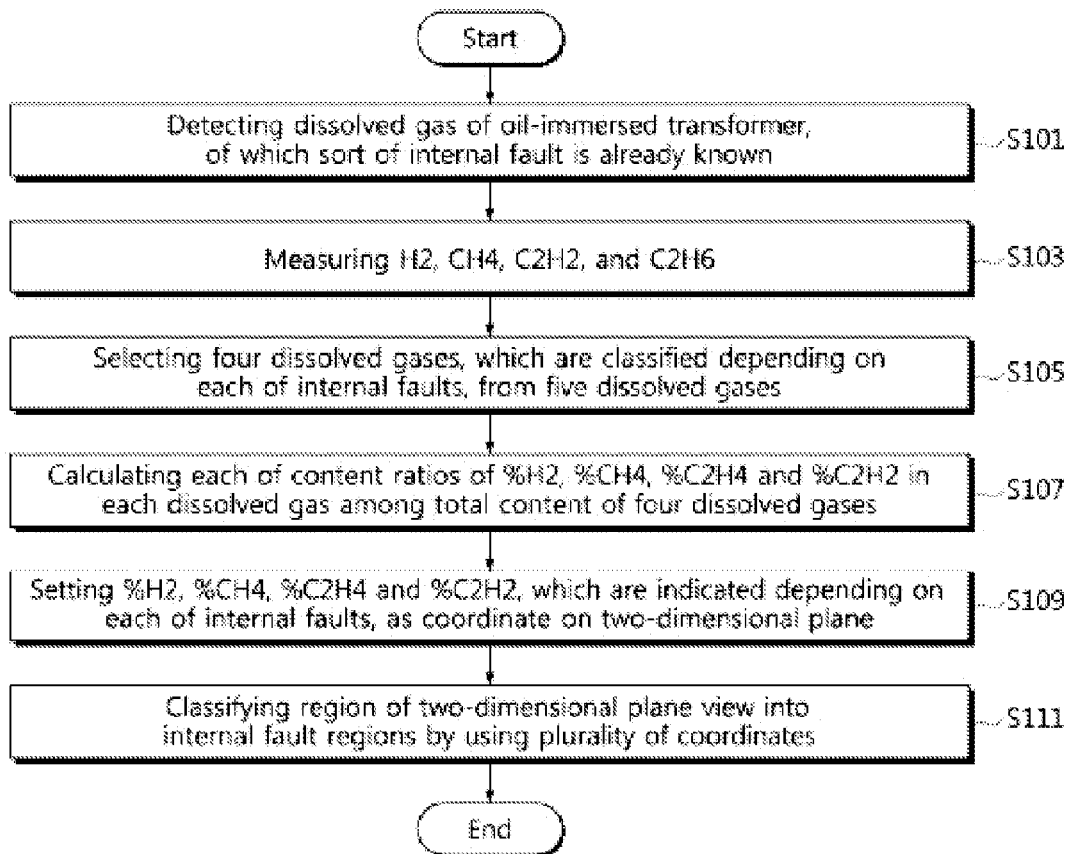 Start
Detecting dissolved gas of oil-immersed transformer,
of which sort of internal fault is already known
S101
Measuring H2, CH4, C2H2, and C2H6
S103
Selecting four dissolved gases, which are classified depending on
each of internal faults, from five dissolved gases
S105
Calculating each of content ratios of %H2, %CH4, %C2H4 and %C2H2 in
each dissolved gas among total content of four dissolved gases
S107
Setting %H2, %CH4, %C2H4 and %C2H2, which are indicated depending on
each of internal faults, as coordinate on two-dimensional plane
S109
Classifying region of two-dimensional plane view into
internal fault regions by using plurality of coordinates
S111
End